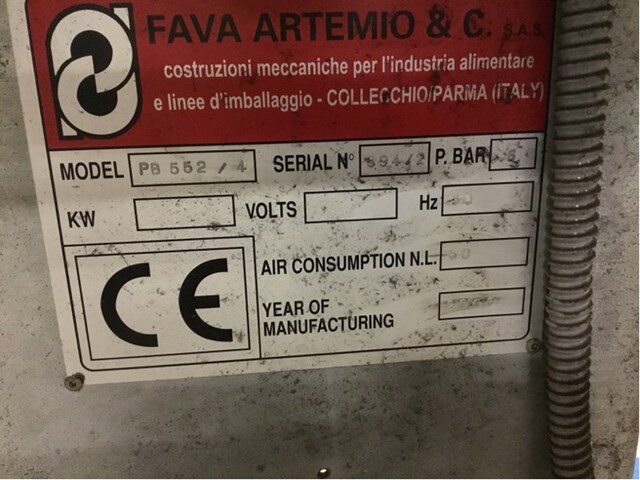 FAVA ARTEMIO & C. S.A.S.
costruzioni meccaniche per l'industria alimentare
e linee d'imballaggio - COLLECCHIO/PARMA (ITALY)
MODEL PB 552 / 4 SERIAL N° P. BAR
KW VOLTS Hz
CE
AIR CONSUMPTION N.L.
YEAR OF
MANUFACTURING